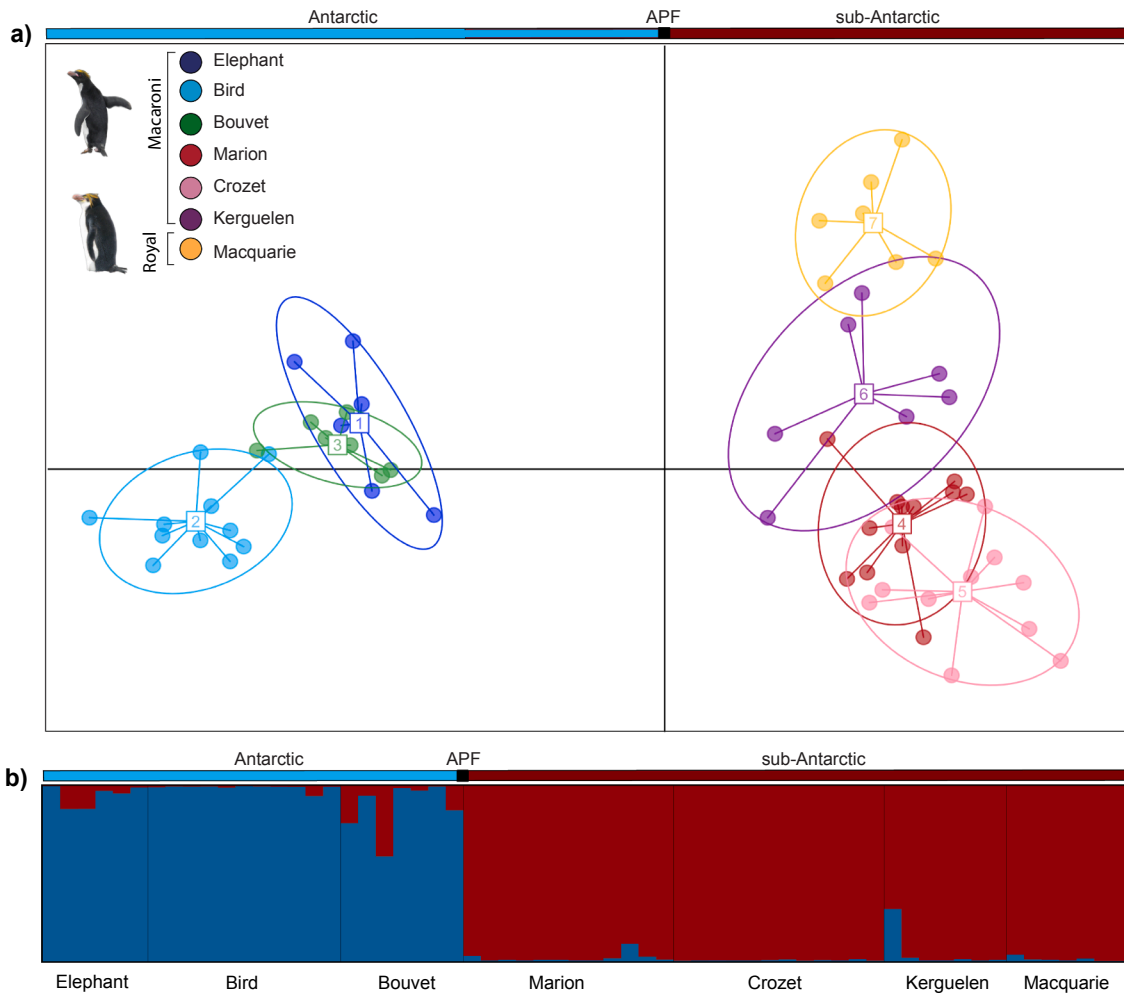 Antarctic APF sub-Antarctic
a)
Macaroni
Elephant
Bird
Bouvet
Marion
Crozet
Kerguelen
Royal
Macquarie
7
6
1
3
2
4
5
b)
Antarctic APF sub-Antarctic
Elephant Bird Bouvet Marion Crozet Kerguelen Macquarie